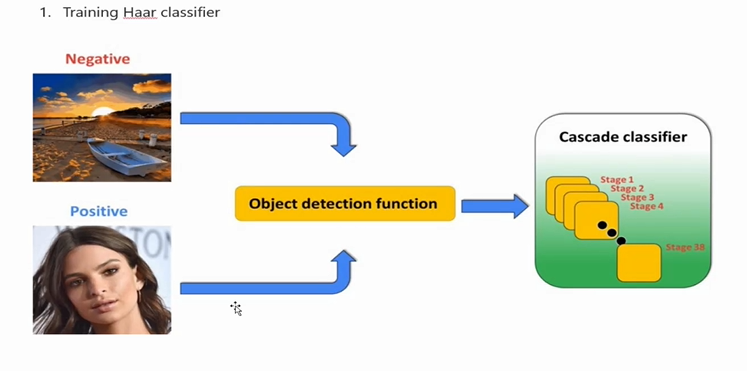 1. Training Haar classifier
Negative
Positive
Object detection function
Cascade classifier
Stage 1
Stage 2
Stage 3
Stage 4
Stage 38